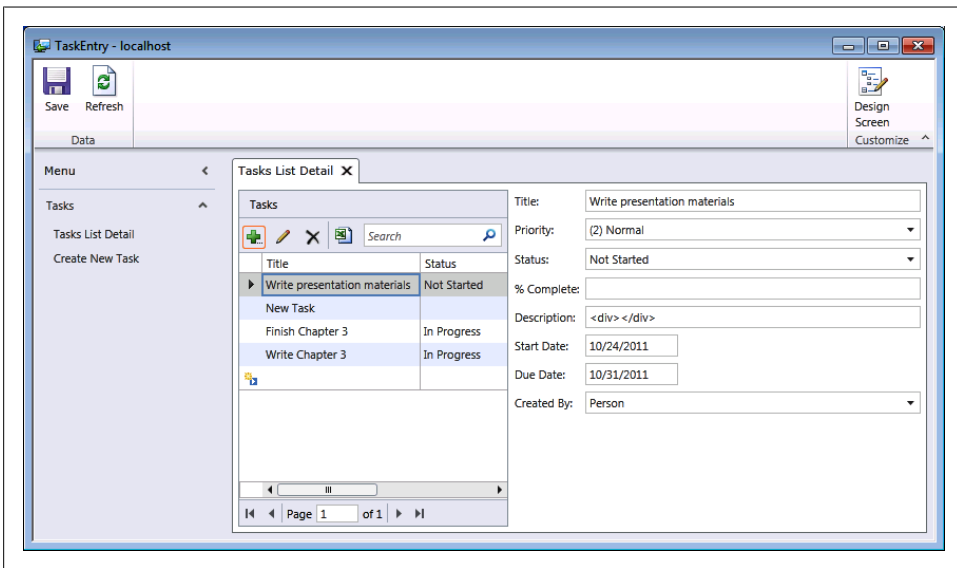 TaskEntry - localhost
Save Refresh
Design
Screen
Data
Customize
Menu
Tasks List Detail X
Tasks
Tasks List Detail
Create New Task
Tasks
Search
Title Status
Write presentation materials Not Started
New Task
Finish Chapter 3 In Progress
Write Chapter 3 In Progress
Page 1 of 1
Title: Write presentation materials
Priority: (2) Normal
Status: Not Started
% Complete:
Description: <div> </div>
Start Date: 10/24/2011
Due Date: 10/31/2011
Created By: Person